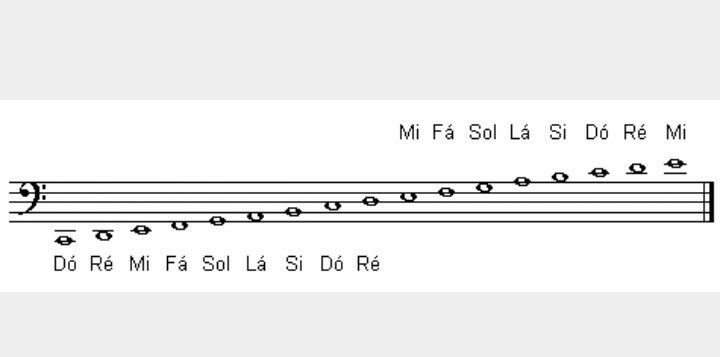 Mi Fá Sol Lá Si Dó Ré Mi
Dó Ré Mi Fá Sol Lá Si Dó Ré